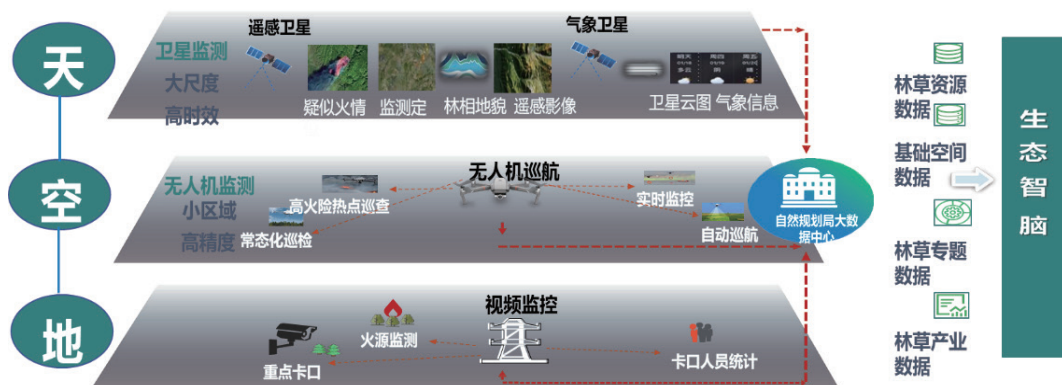 天
卫星监测
大尺度
高时效
遥感卫星
气象卫星
疑似火情
监测定
林相地貌
遥感影像
卫星云图
气象信息
空
无人机监测
小区域
高精度
无人机巡航
高火险热点巡查
常态化巡检
实时监控
自动巡航
自然规划局大数
据中心
地
视频监控
火源监测
重点卡口
卡口人员统计
林草资源
数据
基础空间
数据
林草专题
数据
林草产业
数据
生态智脑